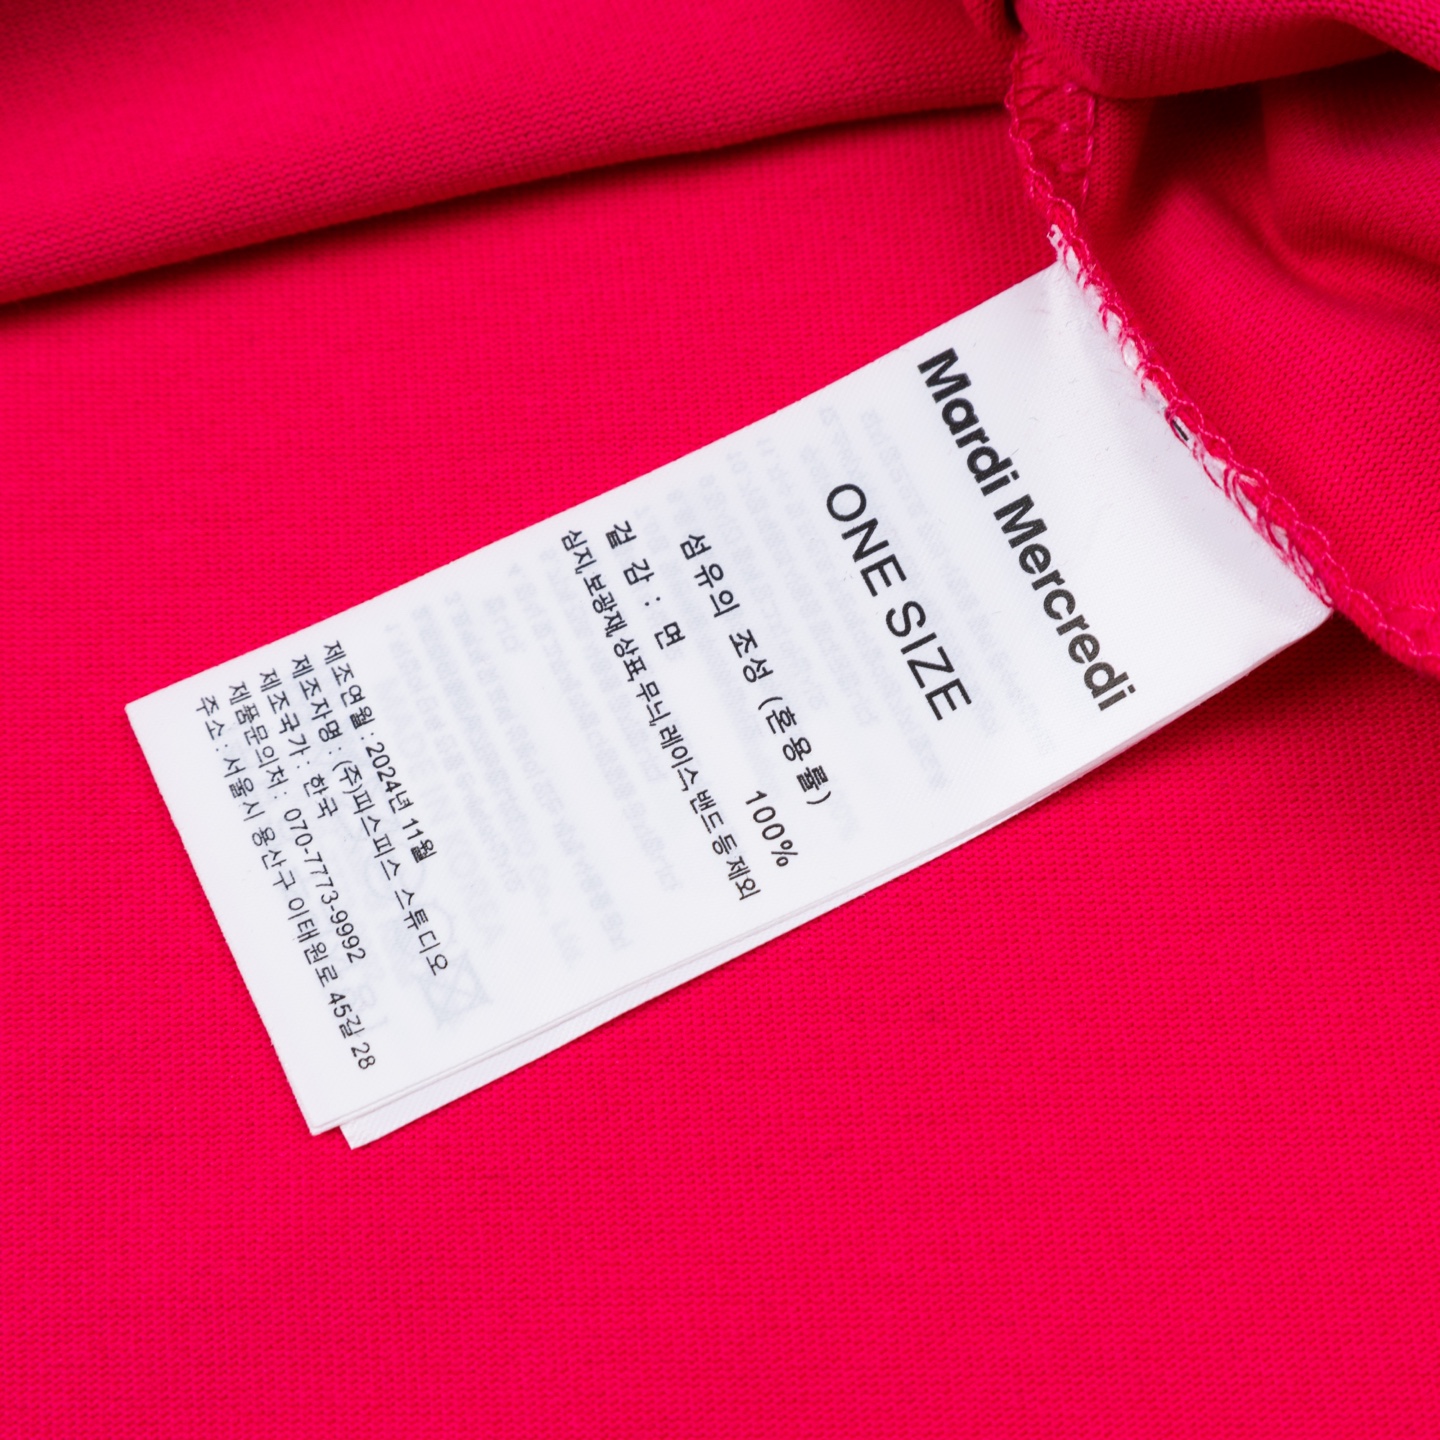 Mardi Mercredi
ONE SIZE
섬유의 조성 (혼용률)
겉감 : 면 100%
심지,보광재,상표,무늬,레이스,밴드등제외
제조연월 : 2024년 11월
제조자명 : (주)피스피스 스튜디오
제조국가 : 한국
제품문의처 : 070-7773-9992
주소 : 서울시 용산구 이태원로 45길 28